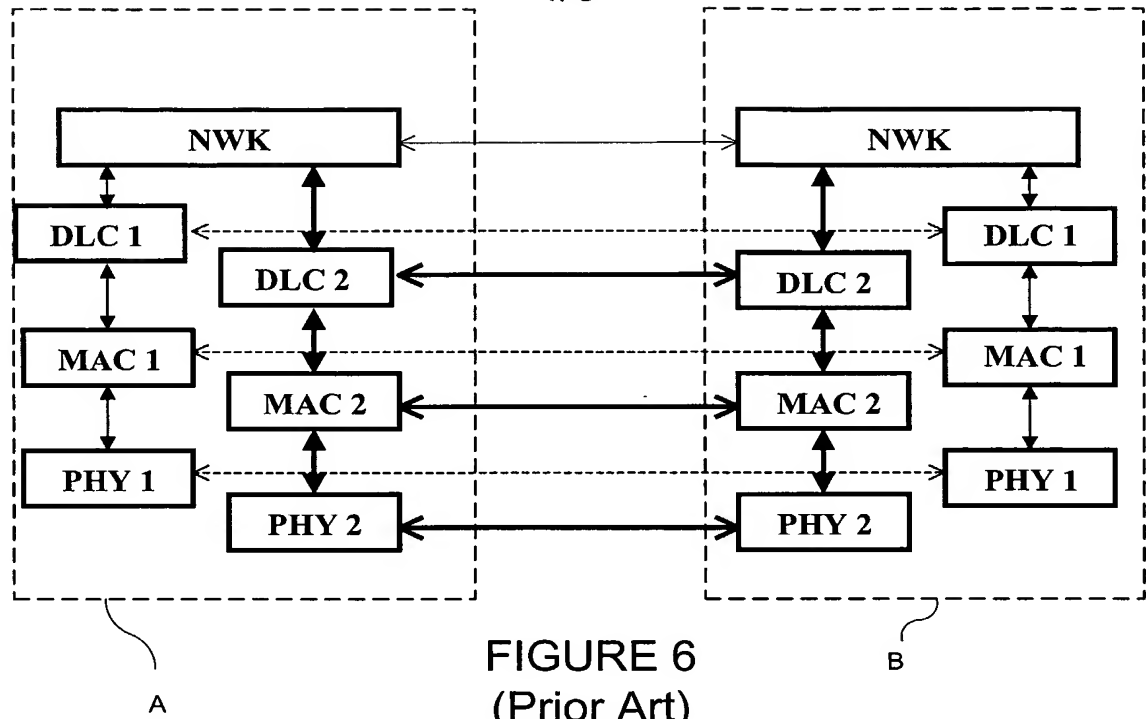 NWK NWK
DLC 1 DLC 1
DLC 2 DLC 2
MAC 1 MAC 1
MAC 2 MAC 2
PHY 1 PHY 1
PHY 2 PHY 2
A B
FIGURE 6
(Prior Art)